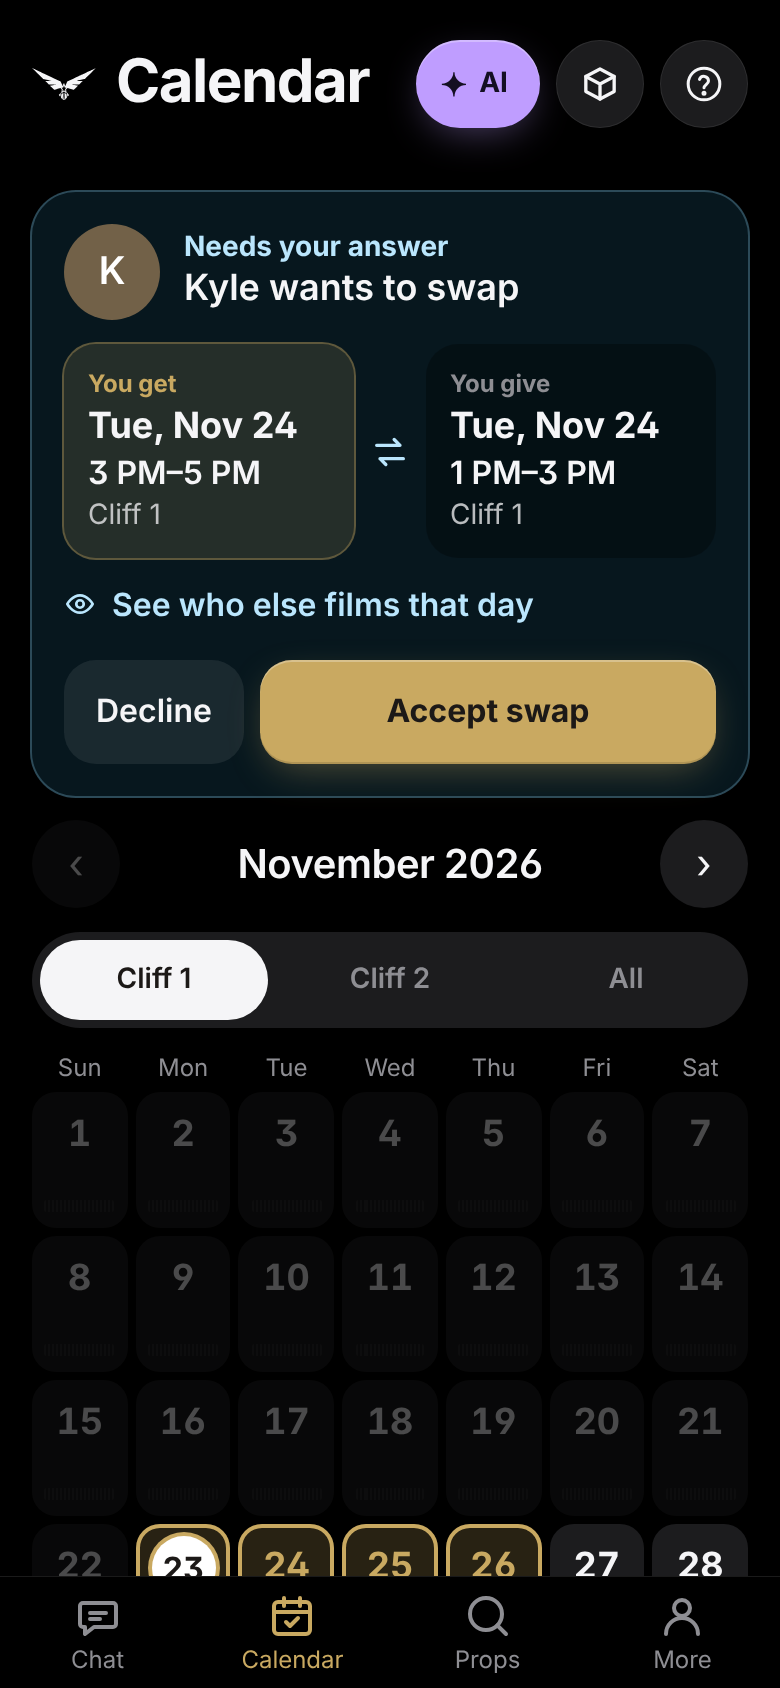 Calendar
AI
K
Needs your answer
Kyle wants to swap
You get
Tue, Nov 24
3 PM–5 PM
Cliff 1
You give
Tue, Nov 24
1 PM–3 PM
Cliff 1
See who else films that day
Decline
Accept swap
November 2026
Cliff 1 Cliff 2 All
Sun Mon Tue Wed Thu Fri Sat
1 2 3 4 5 6 7
8 9 10 11 12 13 14
15 16 17 18 19 20 21
22 23 24 25 26 27 28
Chat Calendar Props More